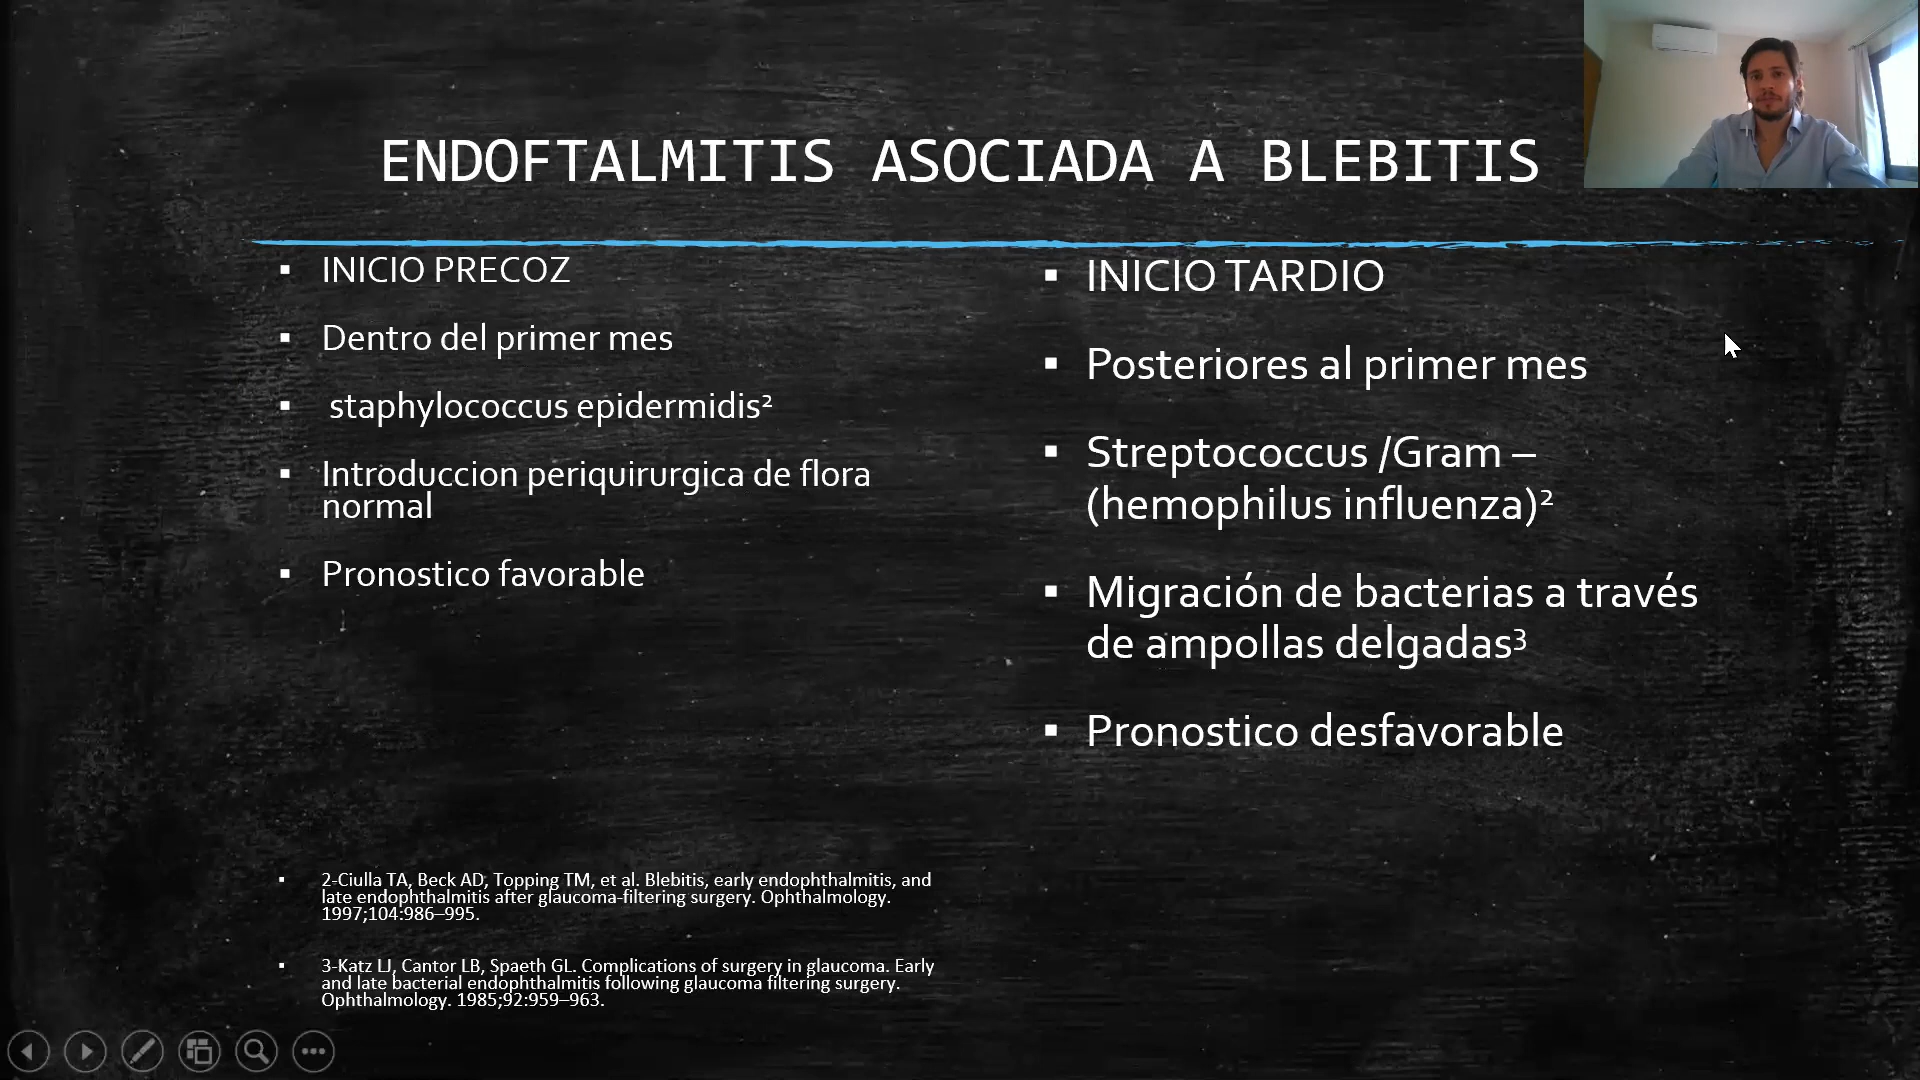 ENDOFTALMITIS ASOCIADA A BLEBITIS
▪ INICIO PRECOZ
▪ Dentro del primer mes
▪ staphylococcus epidermidis²
▪ Introduccion periquirurgica de flora
normal
▪ Pronostico favorable
▪ INICIO TARDIO
▪ Posteriores al primer mes
▪ Streptococcus /Gram –
(hemophilus influenza)²
▪ Migración de bacterias a través
de ampollas delgadas³
▪ Pronostico desfavorable
▪ 2-Ciulla TA, Beck AD, Topping TM, et al. Blebitis, early endophthalmitis, and
late endophthalmitis after glaucoma-filtering surgery. Ophthalmology.
1997;104:986–995.
▪ 3-Katz LJ, Cantor LB, Spaeth GL. Complications of surgery in glaucoma. Early
and late bacterial endophthalmitis following glaucoma filtering surgery.
Ophthalmology. 1985;92:959–963.